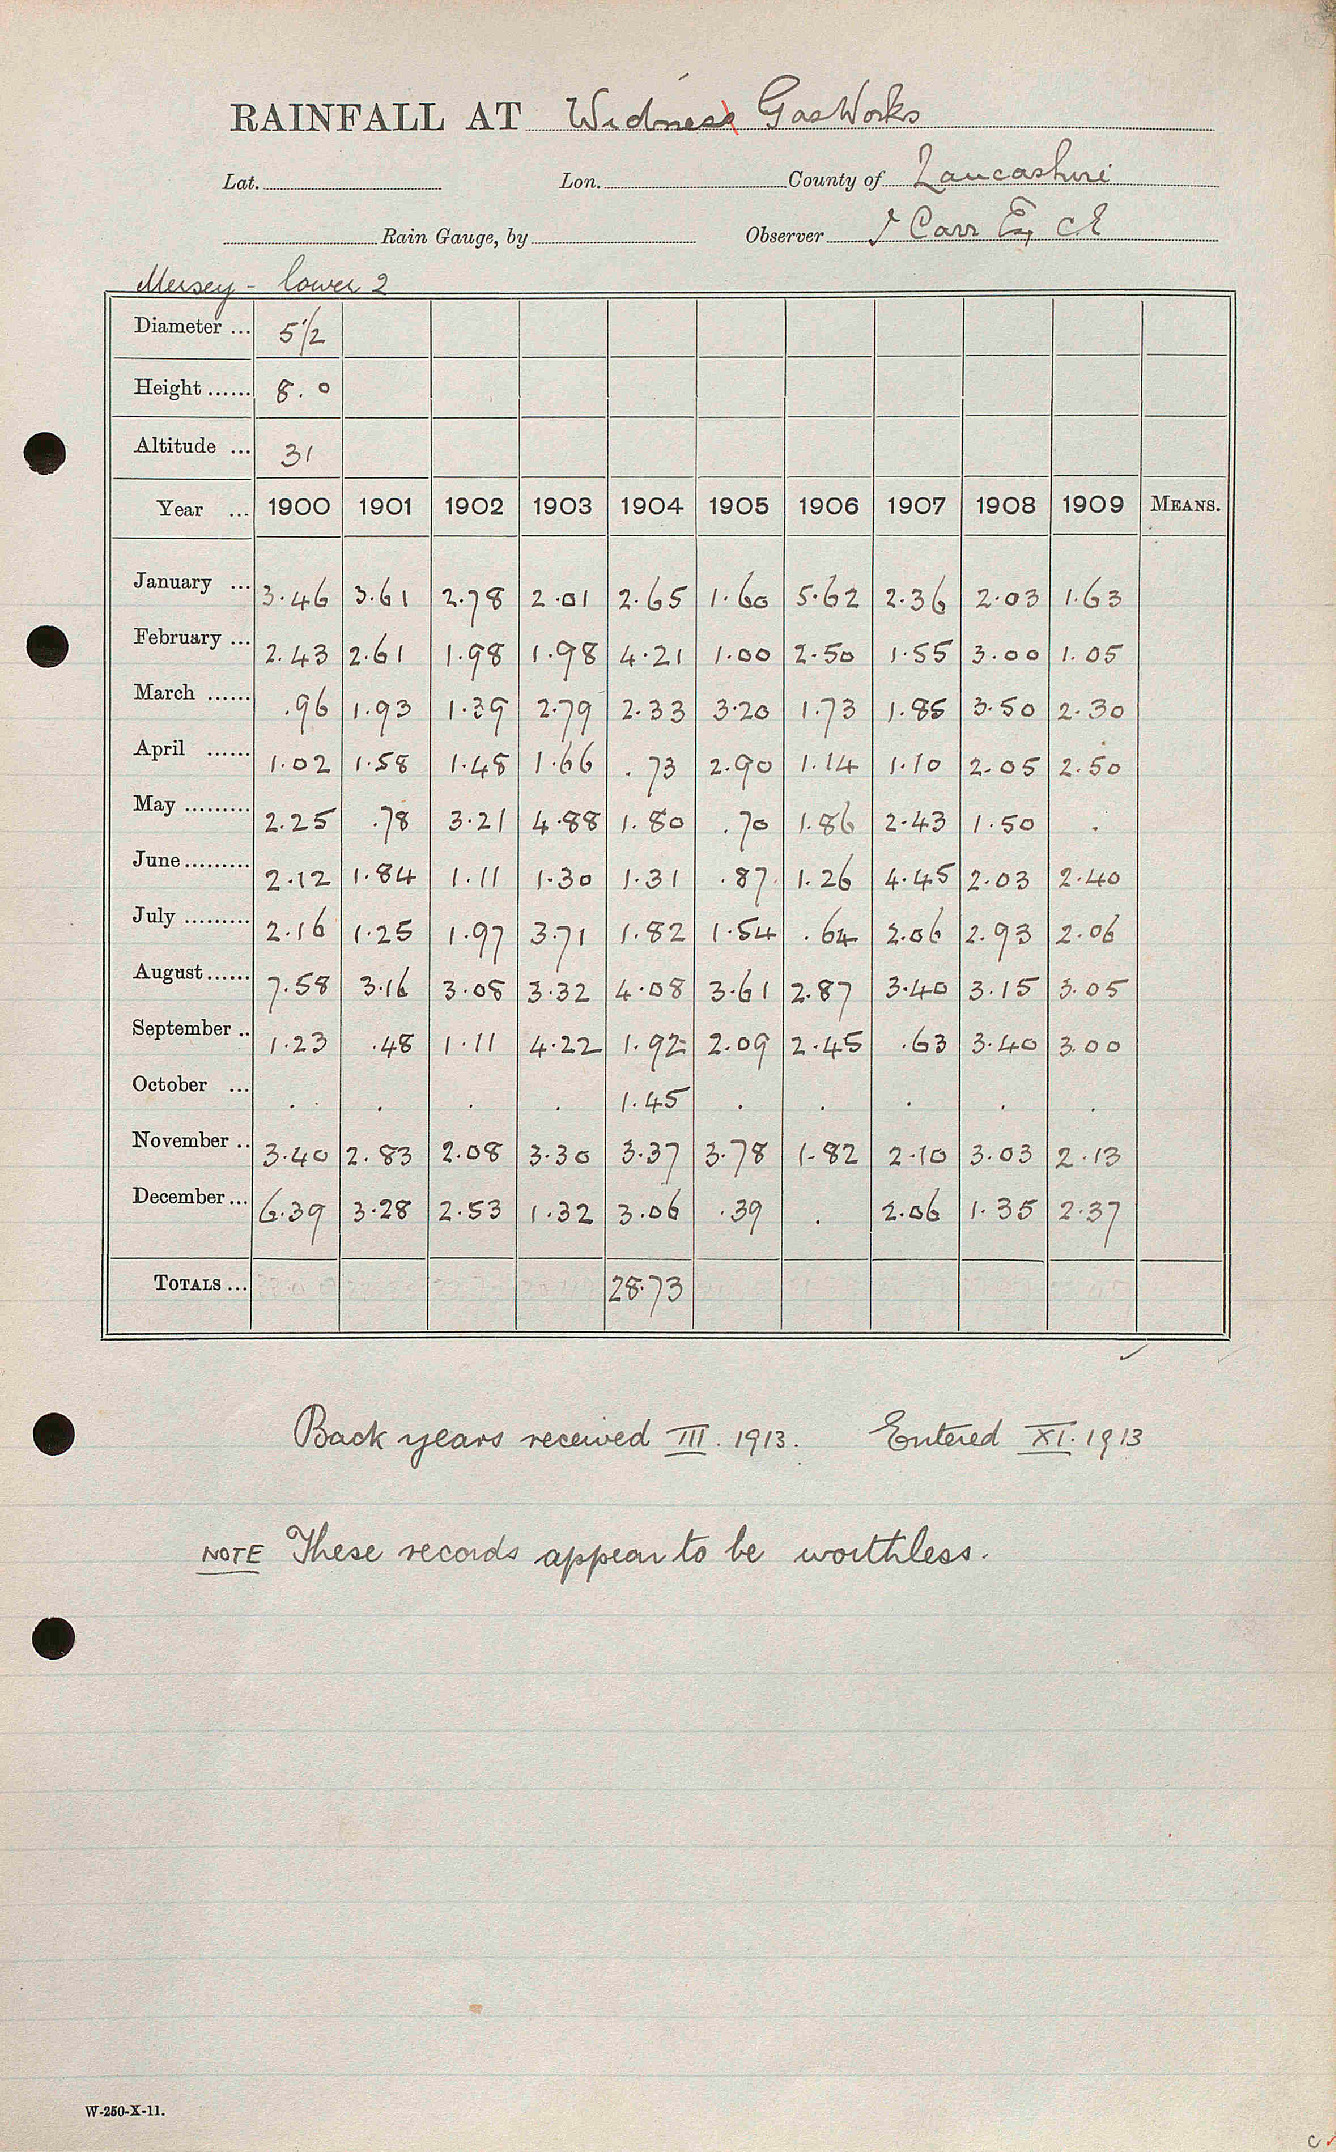 RAINFALL AT Widness GasWorks
Lat. Lon. County of Lancashire
Rain Gauge, by Observer J Carr Esq CE
Mersey - lower 2
Diameter ... 5 1/2
Height ...... 8. 0
Altitude ... 31
Year ... 1900 1901 1902 1903 1904 1905 1906 1907 1908 1909 MEANS.
January ... 3.46 3.61 2.78 2.01 2.65 1.60 5.62 2.36 2.03 1.63
February ... 2.43 2.61 1.98 1.98 4.21 1.00 2.50 1.55 3.00 1.05
March ...... .96 1.93 1.39 2.79 2.33 3.20 1.73 1.85 3.50 2.30
April ...... 1.02 1.58 1.48 1.66 .73 2.90 1.14 1.10 2.05 2.50
May ......... 2.25 .78 3.21 4.88 1.80 .70 1.86 2.43 1.50 .
June ......... 2.12 1.84 1.11 1.30 1.31 .87 1.26 4.45 2.03 2.40
July ......... 2.16 1.25 1.97 3.71 1.82 1.54 .64 2.06 2.93 2.06
August ...... 7.58 3.16 3.08 3.32 4.08 3.61 2.87 3.40 3.15 3.05
September .. 1.23 .48 1.11 4.22 1.92 2.09 2.45 .63 3.40 3.00
October ... . . . . 1.45 . . . . .
November .. 3.40 2.83 2.08 3.30 3.37 3.78 1.82 2.10 3.03 2.13
December ... 6.39 3.28 2.53 1.32 3.06 .39 . 2.06 1.35 2.37
TOTALS ... 28.73
Back years received III. 1913. Entered XI. 1913
NOTE These records appear to be worthless.
W-250-X-11.